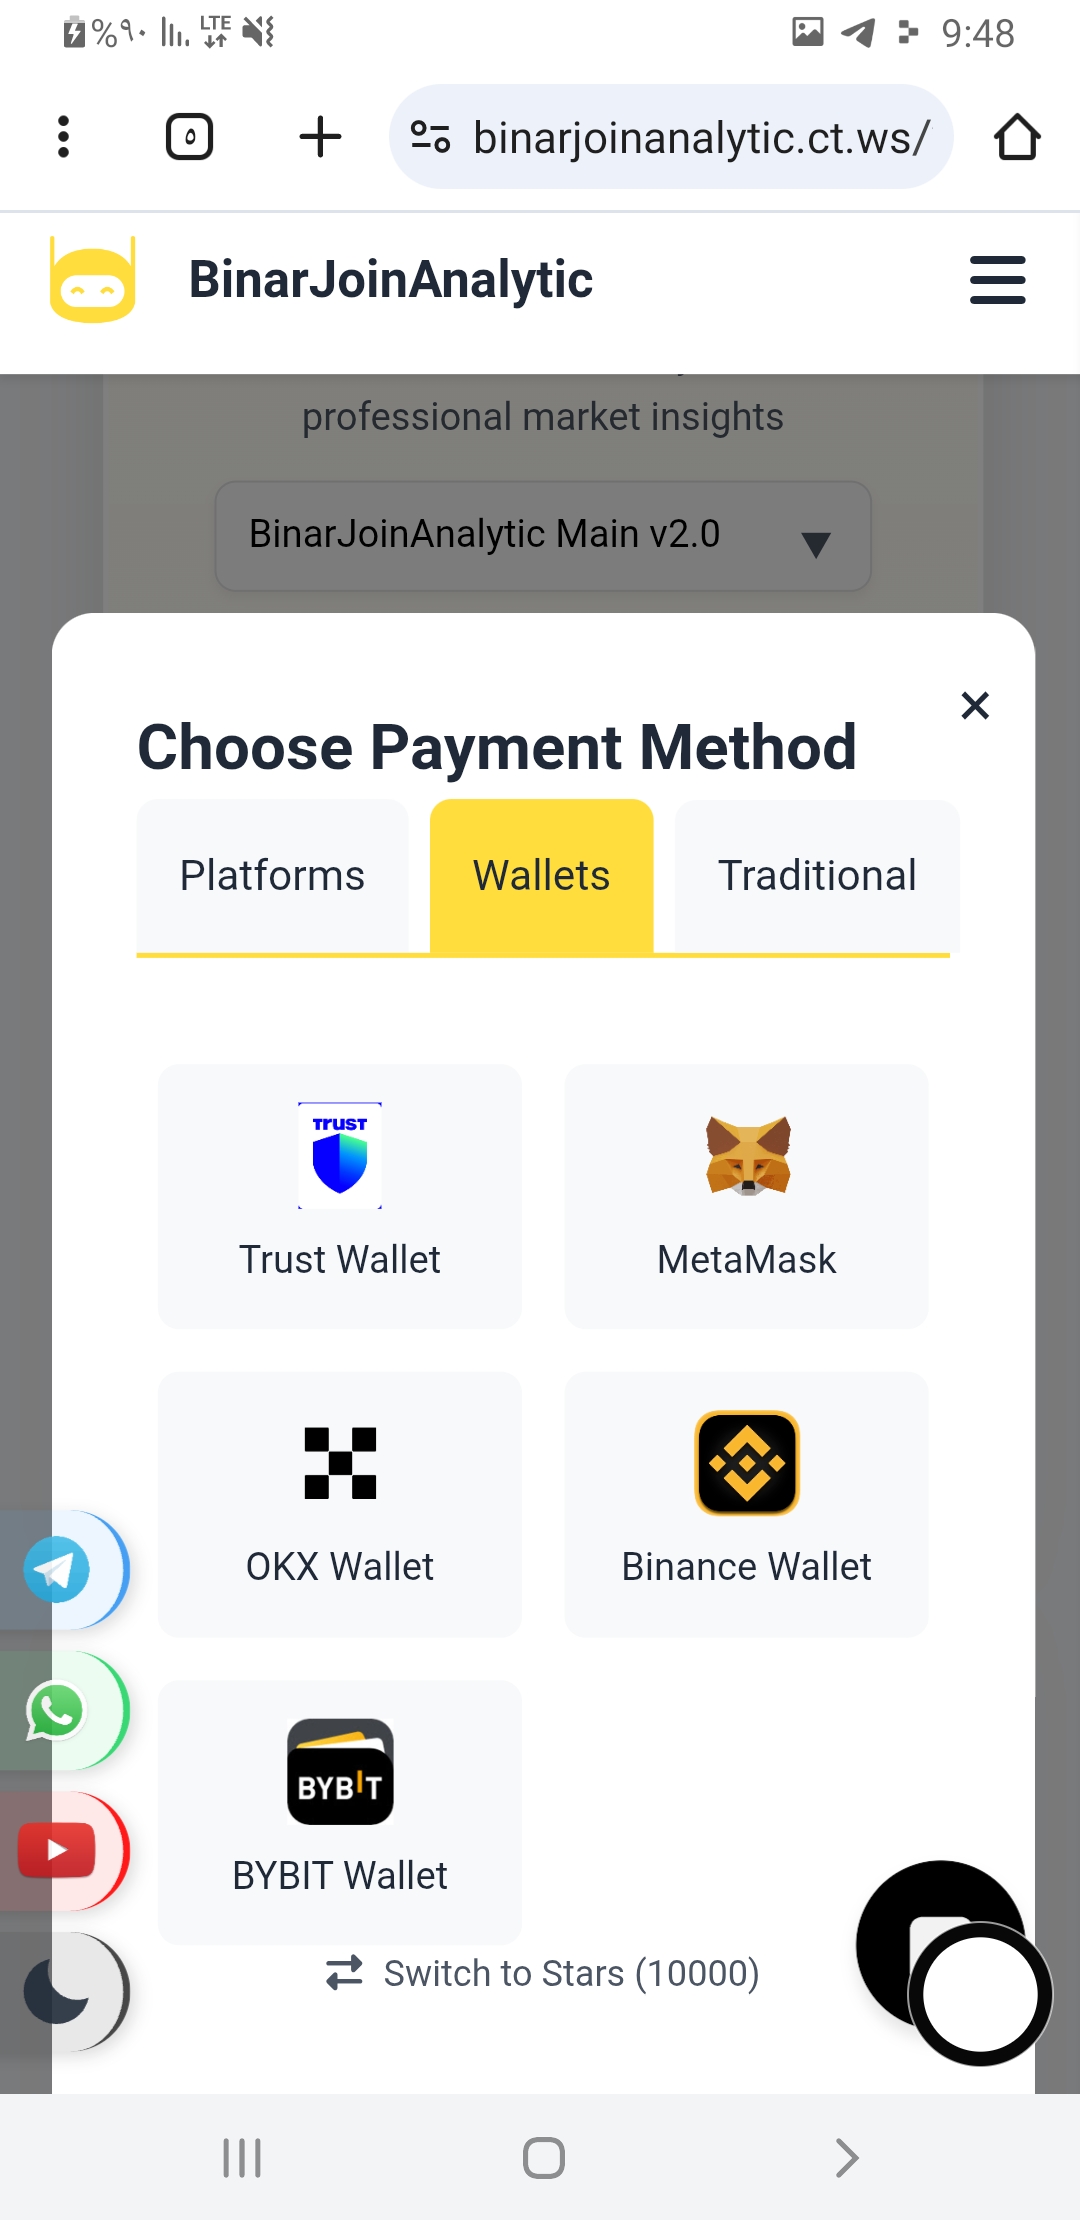 %٩٠ LTE 9:48
٥ binarjoinanalytic.ct.ws/
BinarJoinAnalytic
professional market insights
BinarJoinAnalytic Main v2.0
Choose Payment Method
Platforms Wallets Traditional
TRUST
Trust Wallet MetaMask
OKX Wallet Binance Wallet
BYBIT
BYBIT Wallet
Switch to Stars (10000)